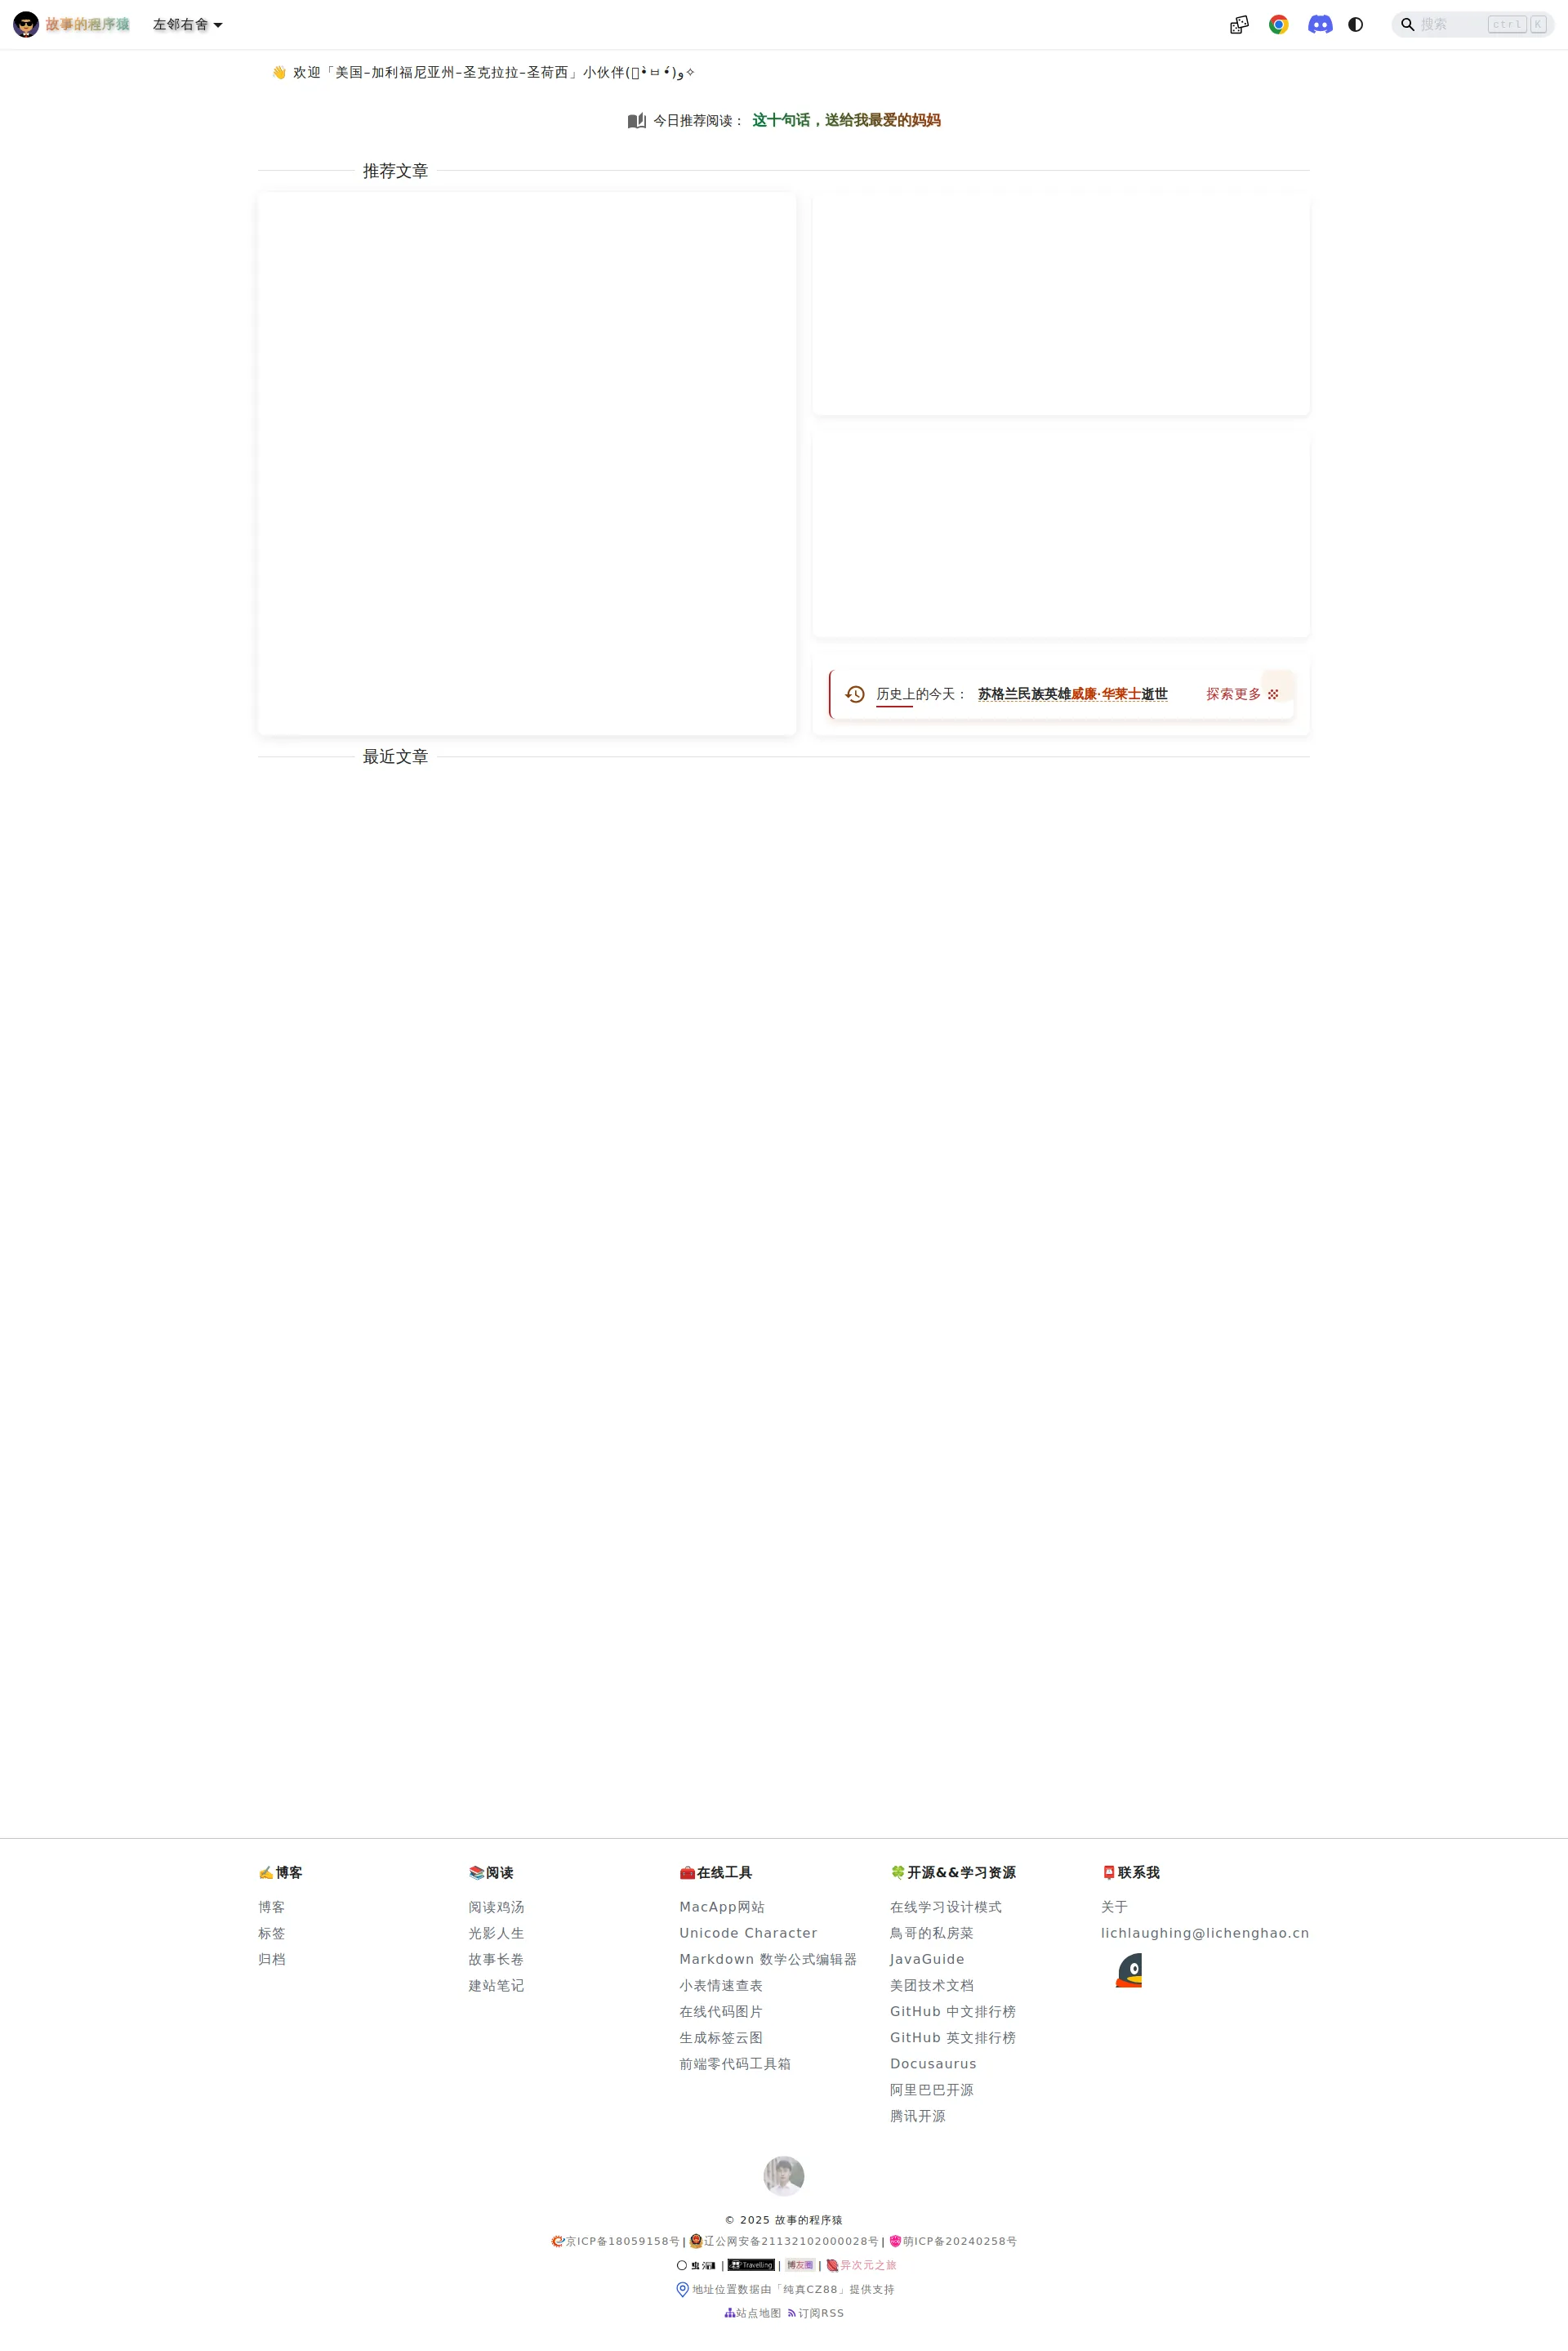 故事的程序猿 左邻右舍 搜索 ctrl K
👋 欢迎「美国–加利福尼亚州–圣克拉拉–圣荷西」小伙伴(•̀ㅂ•́)و✧
今日推荐阅读： 这十句话，送给我最爱的妈妈
推荐文章
历史上的今天： 苏格兰民族英雄威廉·华莱士逝世 探索更多
最近文章
✍️博客
博客
标签
归档
📚阅读
阅读鸡汤
光影人生
故事长卷
建站笔记
🧰在线工具
MacApp网站
Unicode Character
Markdown 数学公式编辑器
小表情速查表
在线代码图片
生成标签云图
前端零代码工具箱
🍀开源&&学习资源
在线学习设计模式
鳥哥的私房菜
JavaGuide
美团技术文档
GitHub 中文排行榜
GitHub 英文排行榜
Docusaurus
阿里巴巴开源
腾讯开源
📮联系我
关于
lichlaughing@lichenghao.cn
© 2025 故事的程序猿
京ICP备18059158号 | 辽公网安备21132102000028号 | 萌ICP备20240258号
| Travelling | 博友圈 | 异次元之旅
地址位置数据由「纯真CZ88」提供支持
站点地图 订阅RSS